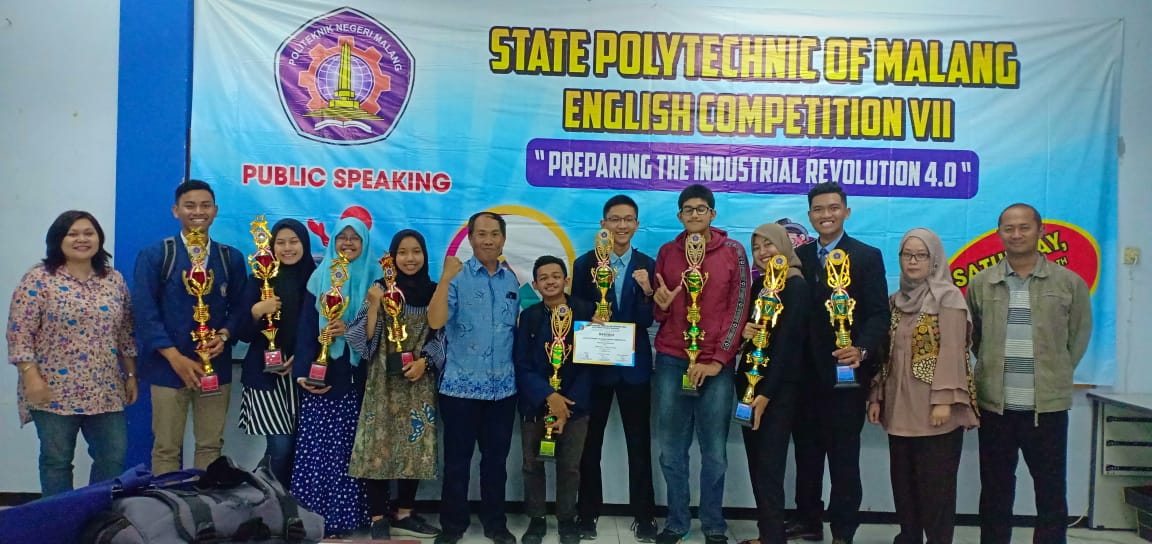 POLITEKNIK NEGERI MALANG
STATE POLYTECHNIC OF MALANG
ENGLISH COMPETITION VII
" PREPARING THE INDUSTRIAL REVOLUTION 4.0 "
PUBLIC SPEAKING
SATURDAY,
TH